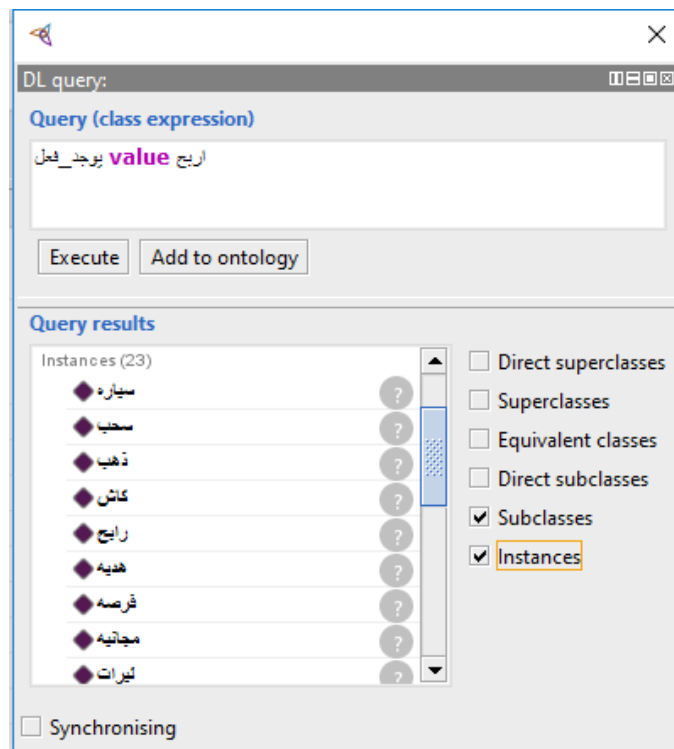 DL query:
Query (class expression)
يوجد_فعل value اربح
Execute
Add to ontology
Query results
Instances (23)
سياره
سحب
ذهب
كاش
رابح
هديه
فرصه
مجانيه
ليرات
Direct superclasses
Superclasses
Equivalent classes
Direct subclasses
Subclasses
Instances
Synchronising